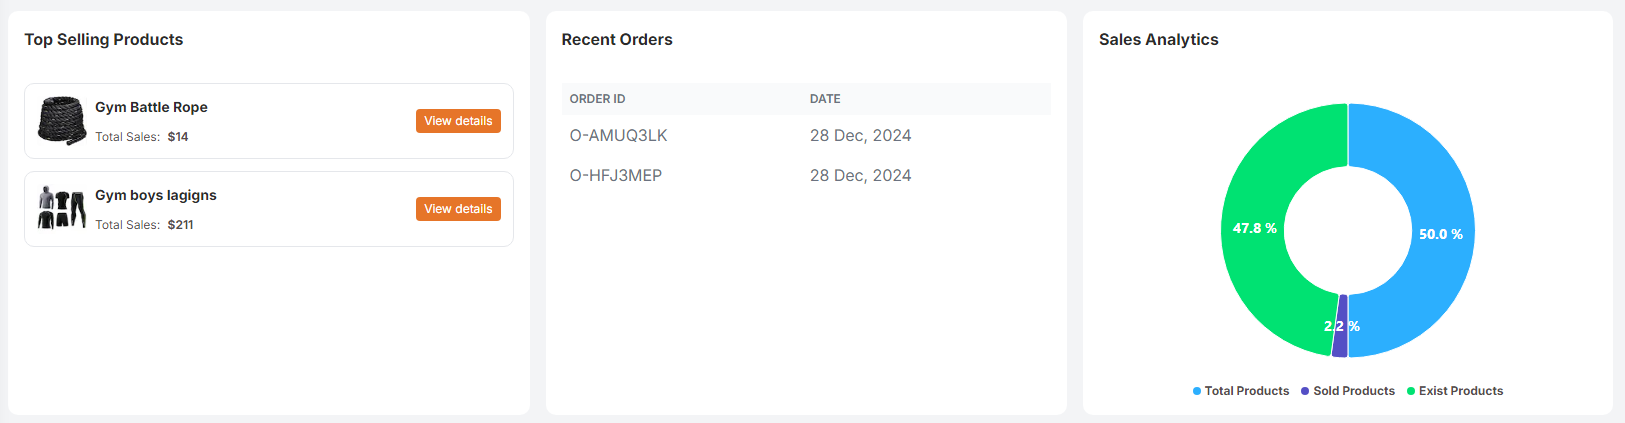 Top Selling Products
Gym Battle Rope
Total Sales: $14
View details
Gym boys lagigns
Total Sales: $211
View details
Recent Orders
ORDER ID DATE
O-AMUQ3LK 28 Dec, 2024
O-HFJ3MEP 28 Dec, 2024
Sales Analytics
47.8 %
50.0 %
2.2 %
Total Products Sold Products Exist Products